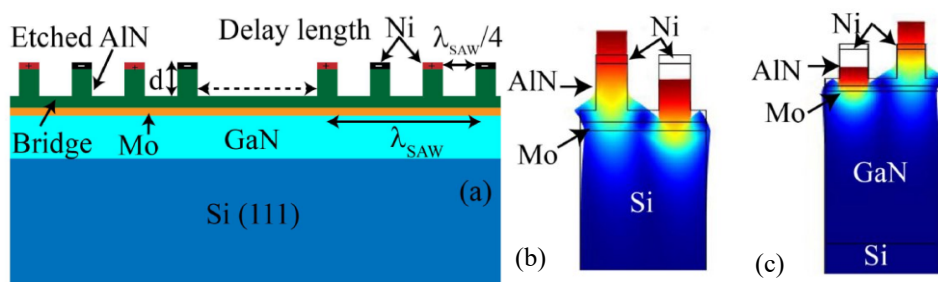 Etched AlN
Delay length
Ni
λSAW/4
+
-
+
-
+
-
+
-
d
Bridge
Mo
GaN
λSAW
(a)
Si (111)
Ni
AlN
Mo
Si
(b)
Ni
AlN
Mo
GaN
Si
(c)